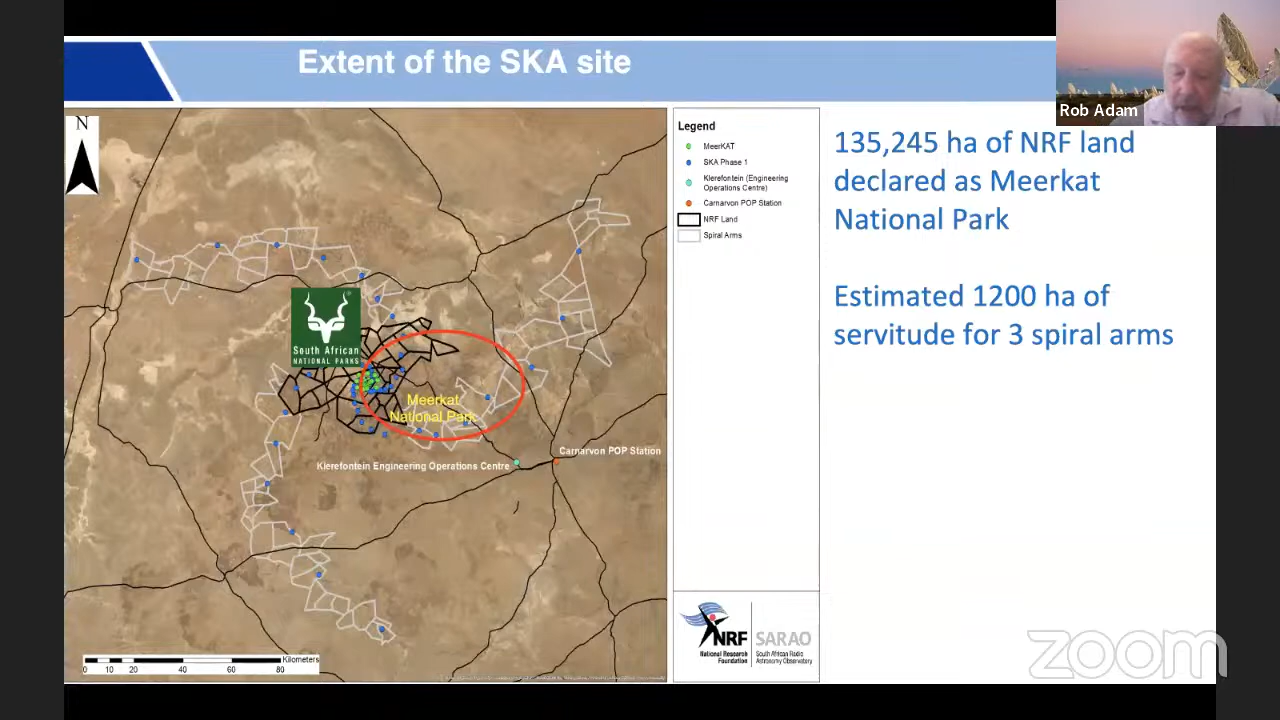 Extent of the SKA site
Rob Adam
N
South African
NATIONAL PARKS
Meerkat
National Park
Carnarvon POP Station
Klerefontein Engineering Operations Centre
Kilometers
0 10 20 40 60 80
Legend
MeerKAT
SKA Phase 1
Klerefontein (Engineering
Operations Centre)
Carnarvon POP Station
NRF Land
Spiral Arms
NRF
National Research
Foundation
SARAO
South African Radio
Astronomy Observatory
135,245 ha of NRF land
declared as Meerkat
National Park
Estimated 1200 ha of
servitude for 3 spiral arms
zoom